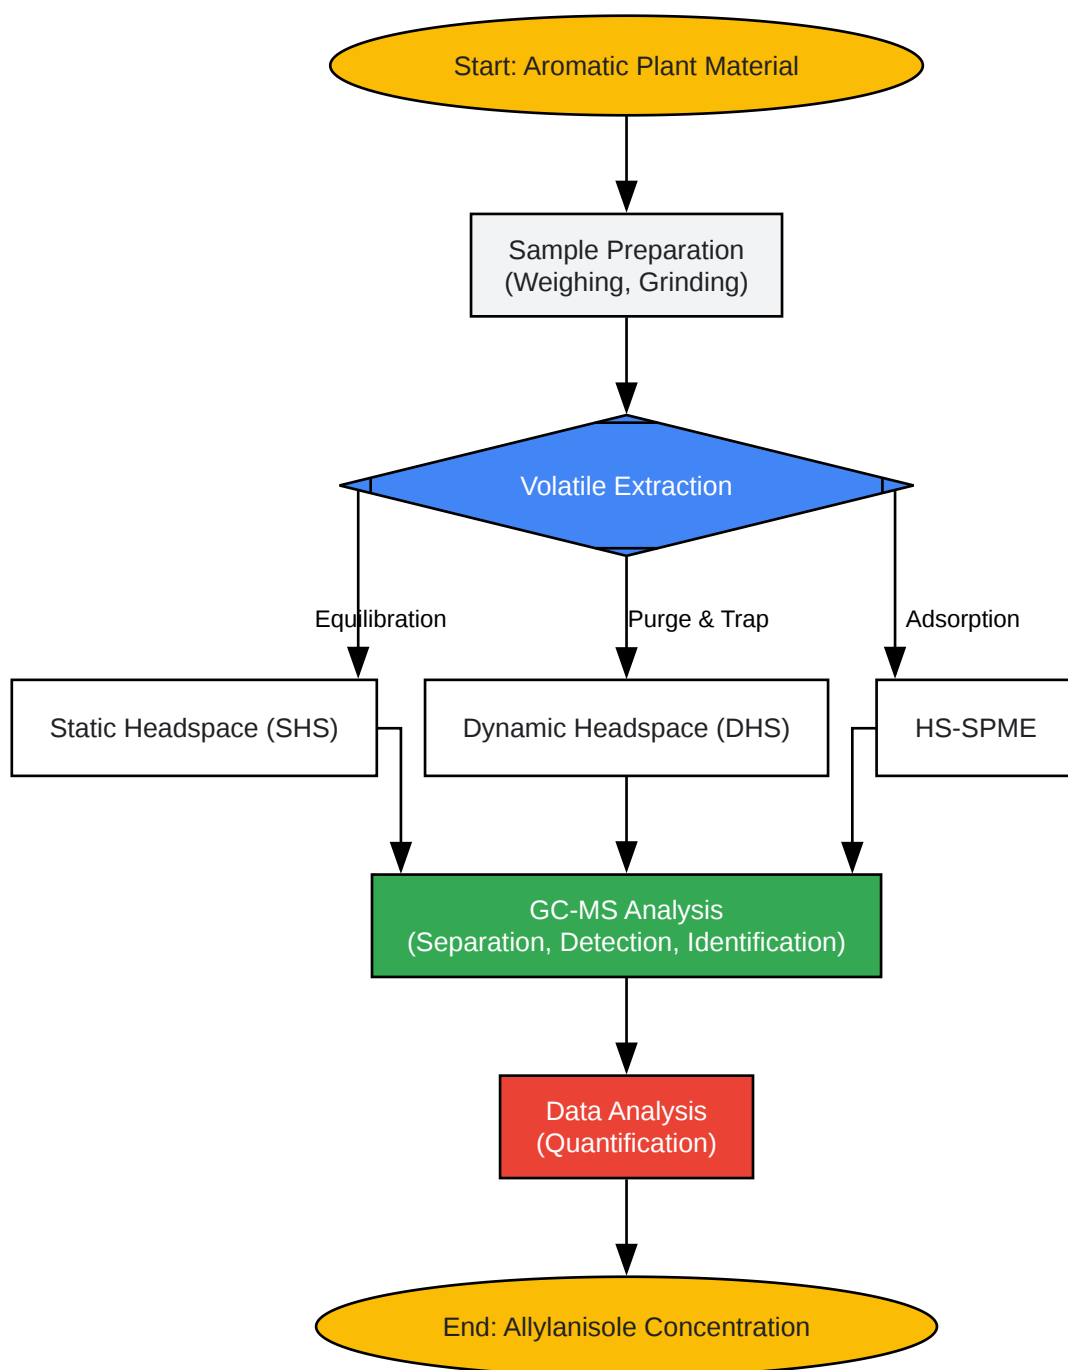 Start: Aromatic Plant Material
Sample Preparation
(Weighing, Grinding)
Volatile Extraction
Equilibration
Purge & Trap
Adsorption
Static Headspace (SHS)
Dynamic Headspace (DHS)
HS-SPME
GC-MS Analysis
(Separation, Detection, Identification)
Data Analysis
(Quantification)
End: Allylanisole Concentration